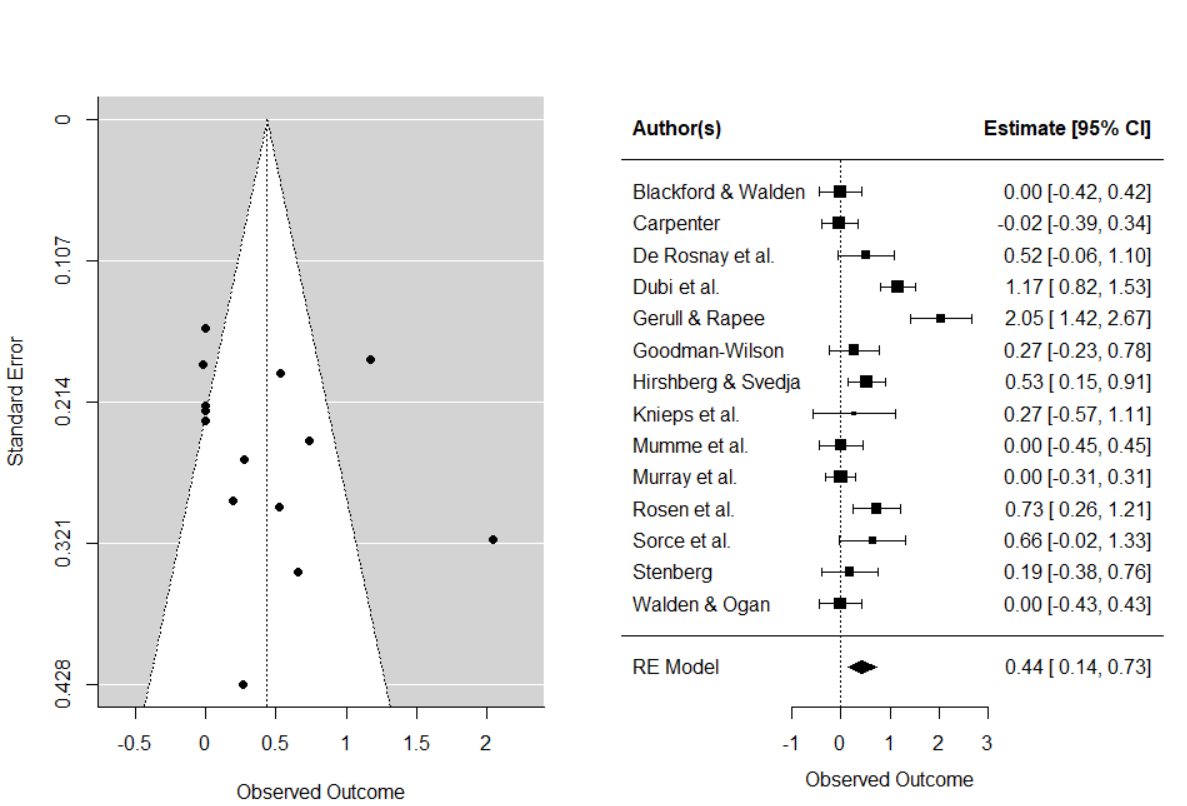 0
0.107
0.214
0.321
0.428
Standard Error
-0.5 0 0.5 1 1.5 2
Observed Outcome
Author(s) Estimate [95% CI]
Blackford & Walden 0.00 [-0.42, 0.42]
Carpenter -0.02 [-0.39, 0.34]
De Rosnay et al. 0.52 [-0.06, 1.10]
Dubi et al. 1.17 [ 0.82, 1.53]
Gerull & Rapee 2.05 [ 1.42, 2.67]
Goodman-Wilson 0.27 [-0.23, 0.78]
Hirshberg & Svedja 0.53 [ 0.15, 0.91]
Knieps et al. 0.27 [-0.57, 1.11]
Mumme et al. 0.00 [-0.45, 0.45]
Murray et al. 0.00 [-0.31, 0.31]
Rosen et al. 0.73 [ 0.26, 1.21]
Sorce et al. 0.66 [-0.02, 1.33]
Stenberg 0.19 [-0.38, 0.76]
Walden & Ogan 0.00 [-0.43, 0.43]
RE Model 0.44 [ 0.14, 0.73]
-1 0 1 2 3
Observed Outcome